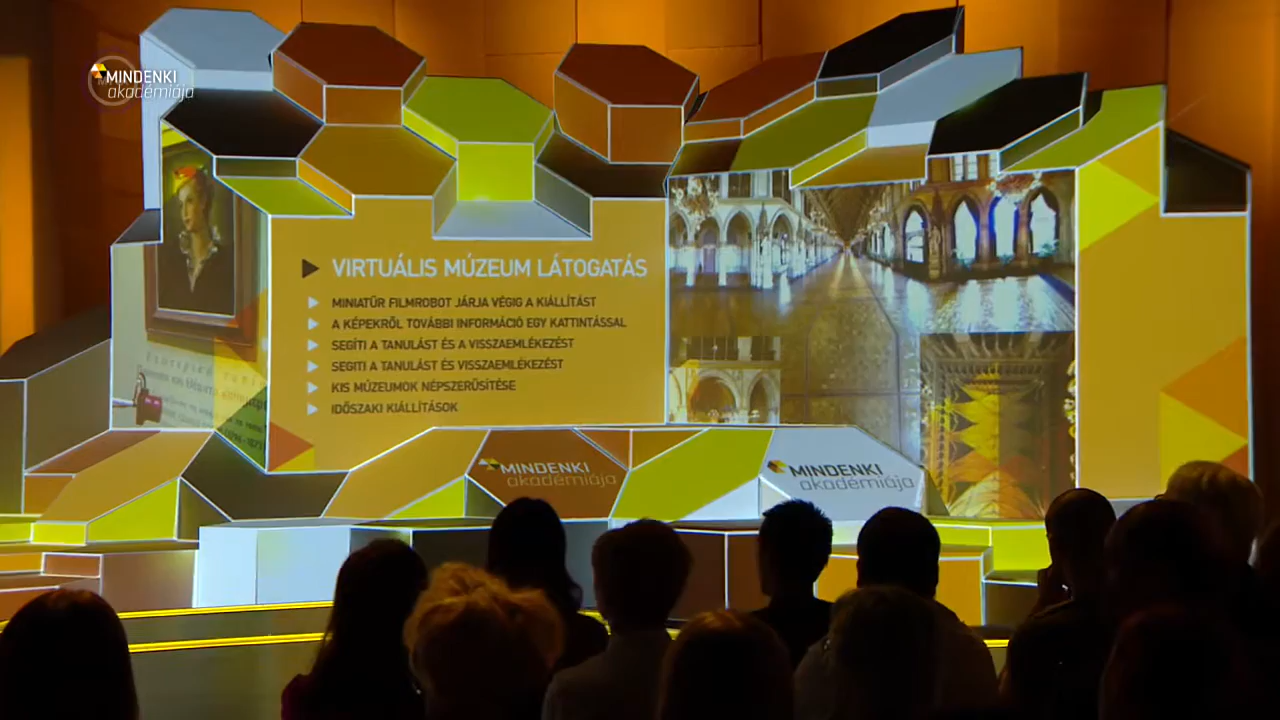 MINDENKI
akadémiája
VIRTUÁLIS MÚZEUM LÁTOGATÁS
MINIATŰR FILMROBOT JÁRJA VÉGIG A KIÁLLÍTÁST
A KÉPEKRŐL TOVÁBBI INFORMÁCIÓ EGY KATTINTÁSSAL
SEGÍTI A TANULÁST ÉS A VISSZAEMLÉKEZÉST
SEGITI A TANULÁST ÉS VISSZAEMLÉKEZÉST
KIS MÚZEUMOK NÉPSZERŰSÍTÉSE
IDŐSZAKI KIÁLLÍTÁSOK
MINDENKI
akadémiája
MINDENKI
akadémiája